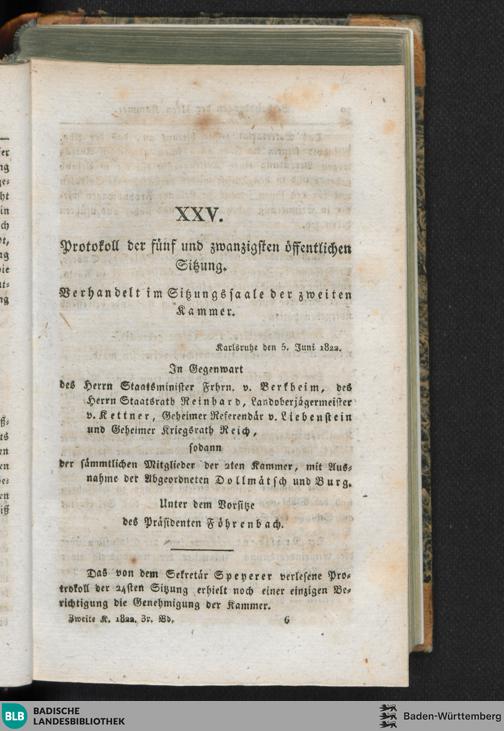 XXV.
Protokoll der fünf und zwanzigsten öffentlichen
Sitzung.
Verhandelt im Sitzungssaale der zweiten
Kammer.
Karlsruhe den 5. Juni 1822.
In Gegenwart
des Herrn Staatsminister Frhrn. v. Berkheim, des
Herrn Staatsrath Reinhard, Landoberjägermeister
v. Kettner, Geheimer Referendär v. Liebenstein
und Geheimer Kriegsrath Reich,
sodann
der sämmtlichen Mitglieder der 2ten Kammer, mit Aus-
nahme der Abgeordneten Dollmätsch und Burg.
Unter dem Vorsitze
des Präsidenten Föhrenbach.
Das von dem Sekretär Speyerer verlesene Pro-
tokoll der 24sten Sitzung erhielt noch einer einzigen Be-
richtigung die Genehmigung der Kammer.
Zweite K. 1822. 3r. Bd. 6
BLB BADISCHE
LANDESBIBLIOTHEK
Baden-Württemberg